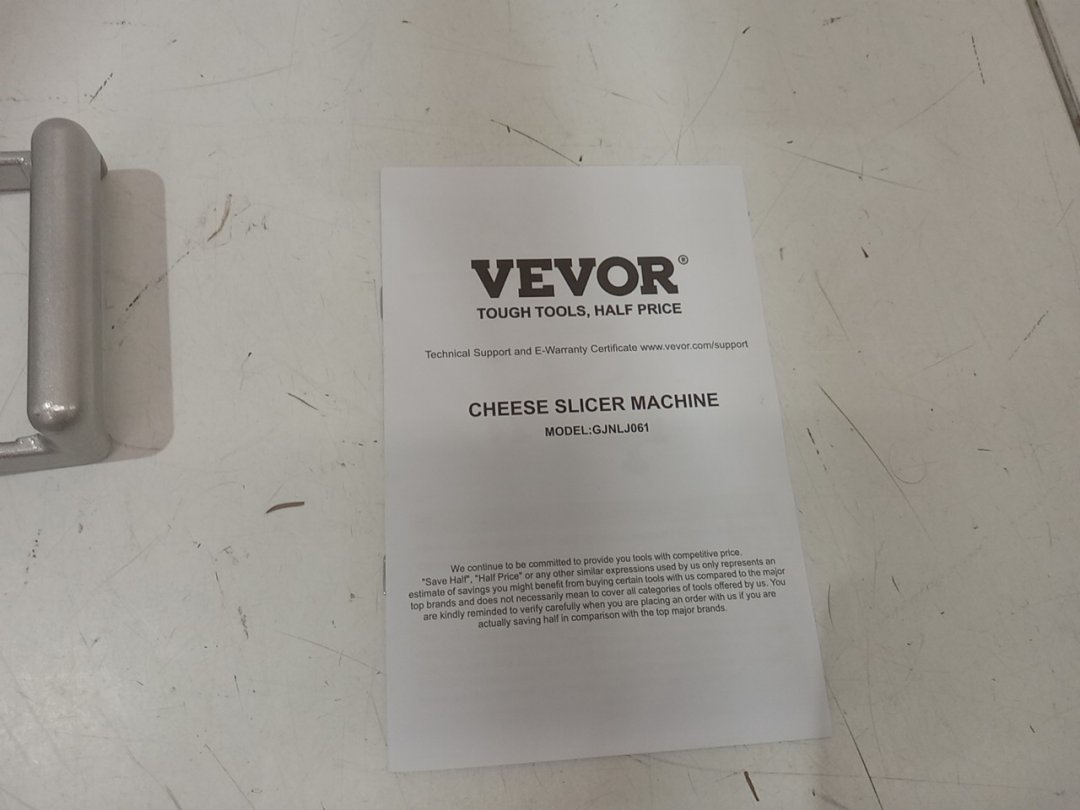 VEVOR®
TOUGH TOOLS, HALF PRICE
Technical Support and E-Warranty Certificate www.vevor.com/support
CHEESE SLICER MACHINE
MODEL:GJNLJ061
We continue to be committed to provide you tools with competitive price.
"Save Half", "Half Price" or any other similar expressions used by us only represents an
estimate of savings you might benefit from buying certain tools with us compared to the major
top brands and does not necessarily mean to cover all categories of tools offered by us. You
are kindly reminded to verify carefully when you are placing an order with us if you are
actually saving half in comparison with the top major brands.